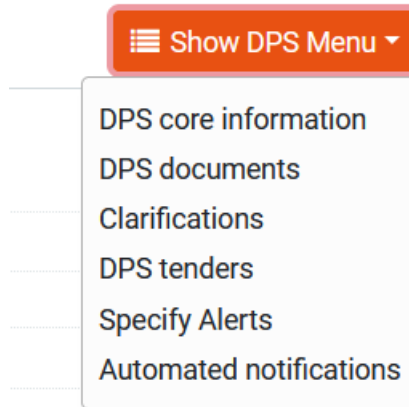 Show DPS Menu
DPS core information
DPS documents
Clarifications
DPS tenders
Specify Alerts
Automated notifications